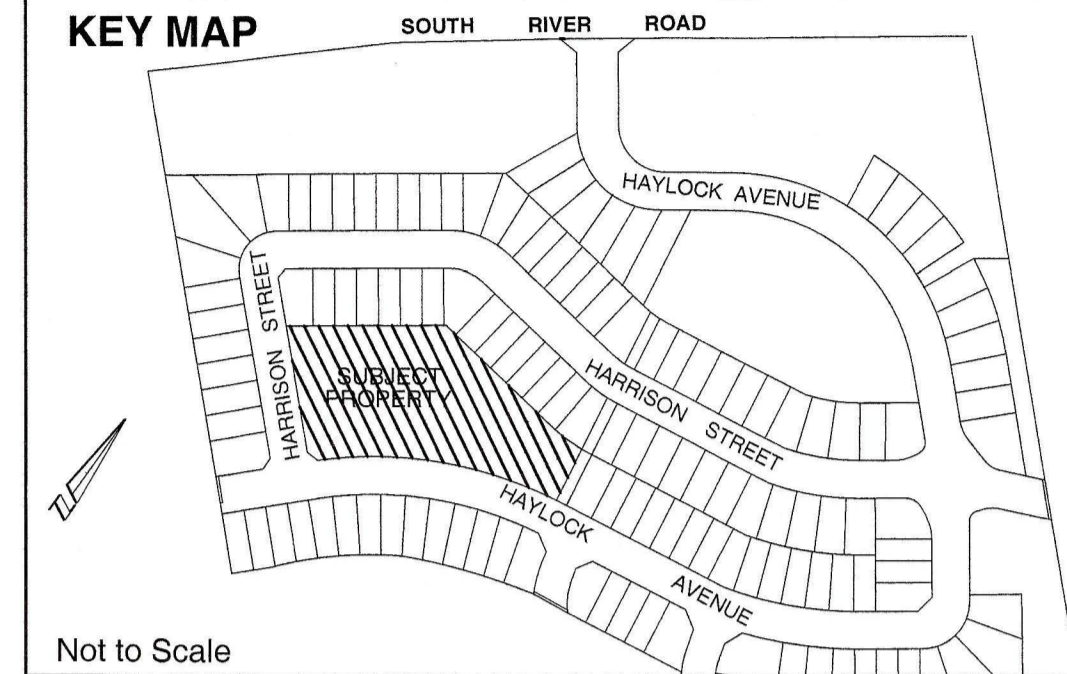 KEY MAP
SOUTH RIVER ROAD
HAYLOCK AVENUE
HARRISON STREET
SUBJECT
PROPERTY
HARRISON STREET
HAYLOCK AVENUE
N
Not to Scale